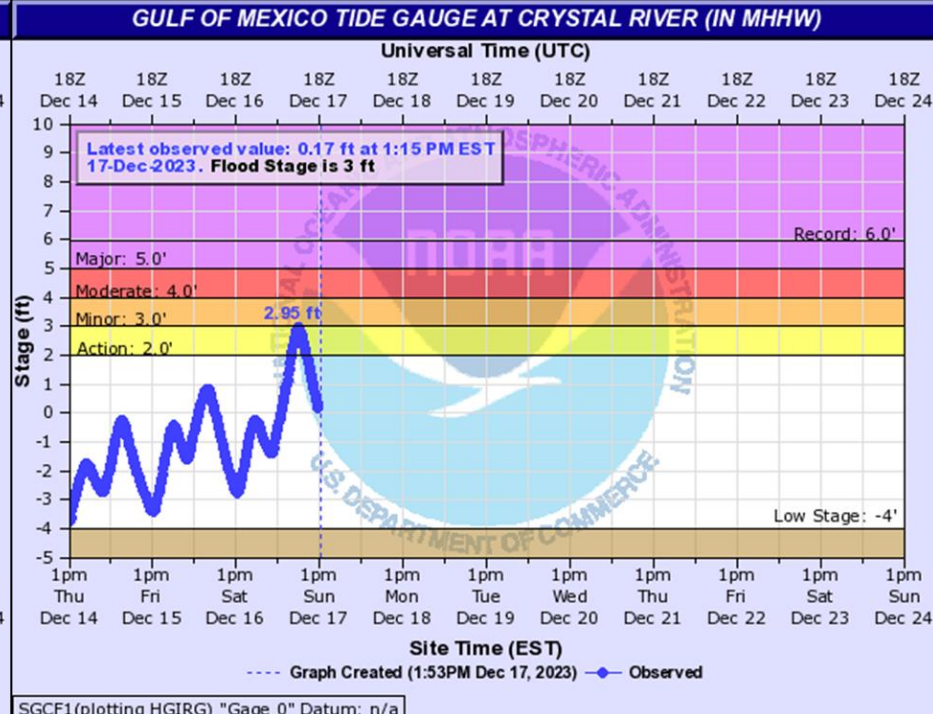 GULF OF MEXICO TIDE GAUGE AT CRYSTAL RIVER (IN MHHW)
Universal Time (UTC)
18Z 18Z 18Z 18Z 18Z 18Z 18Z 18Z 18Z 18Z 18Z
Dec 14 Dec 15 Dec 16 Dec 17 Dec 18 Dec 19 Dec 20 Dec 21 Dec 22 Dec 23 Dec 24
Latest observed value: 0.17 ft at 1:15 PM EST
17-Dec-2023. Flood Stage is 3 ft
10
9
8
7
6
5
4
3
2
1
0
-1
-2
-3
-4
-5
Stage (ft)
Record: 6.0'
Major: 5.0'
Moderate: 4.0'
2.95 ft
Minor: 3.0'
Action: 2.0'
Low Stage: -4'
NOAA
U.S. DEPARTMENT OF COMMERCE
1pm 1pm 1pm 1pm 1pm 1pm 1pm 1pm 1pm 1pm 1pm
Thu Fri Sat Sun Mon Tue Wed Thu Fri Sat Sun
Dec 14 Dec 15 Dec 16 Dec 17 Dec 18 Dec 19 Dec 20 Dec 21 Dec 22 Dec 23 Dec 24
Site Time (EST)
Graph Created (1:53PM Dec 17, 2023) Observed
SGCF1(plotting HGIRG) "Gage 0" Datum: n/a